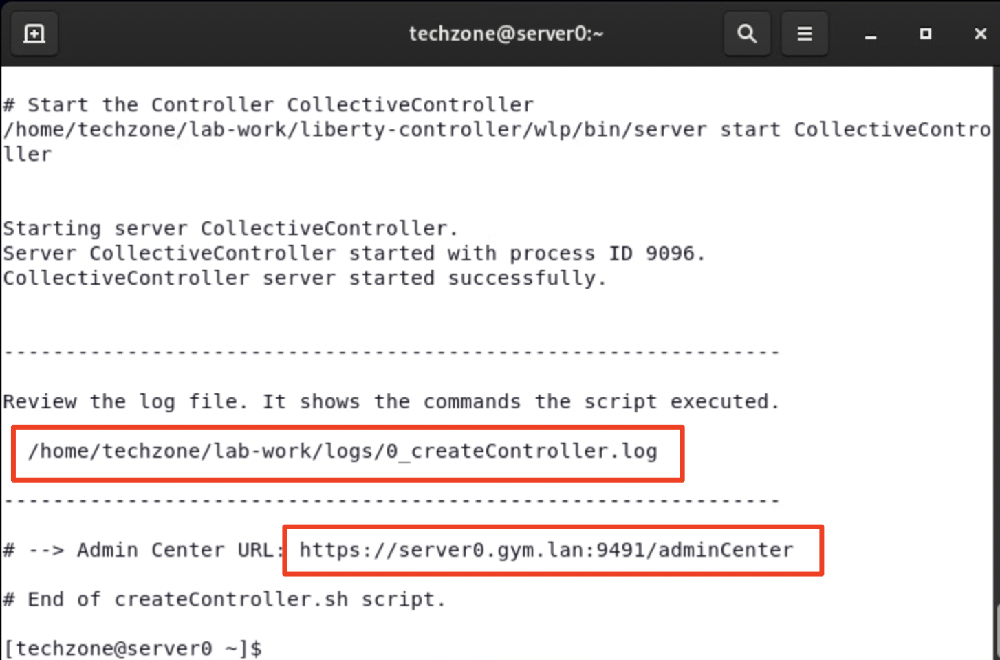 techzone@server0:~
# Start the Controller CollectiveController
/home/techzone/lab-work/liberty-controller/wlp/bin/server start CollectiveContro
ller
Starting server CollectiveController.
Server CollectiveController started with process ID 9096.
CollectiveController server started successfully.
---------------------------------------------------------------
Review the log file. It shows the commands the script executed.
/home/techzone/lab-work/logs/0_createController.log
---------------------------------------------------------------
# --> Admin Center URL: https://server0.gym.lan:9491/adminCenter
# End of createController.sh script.
[techzone@server0 ~]$